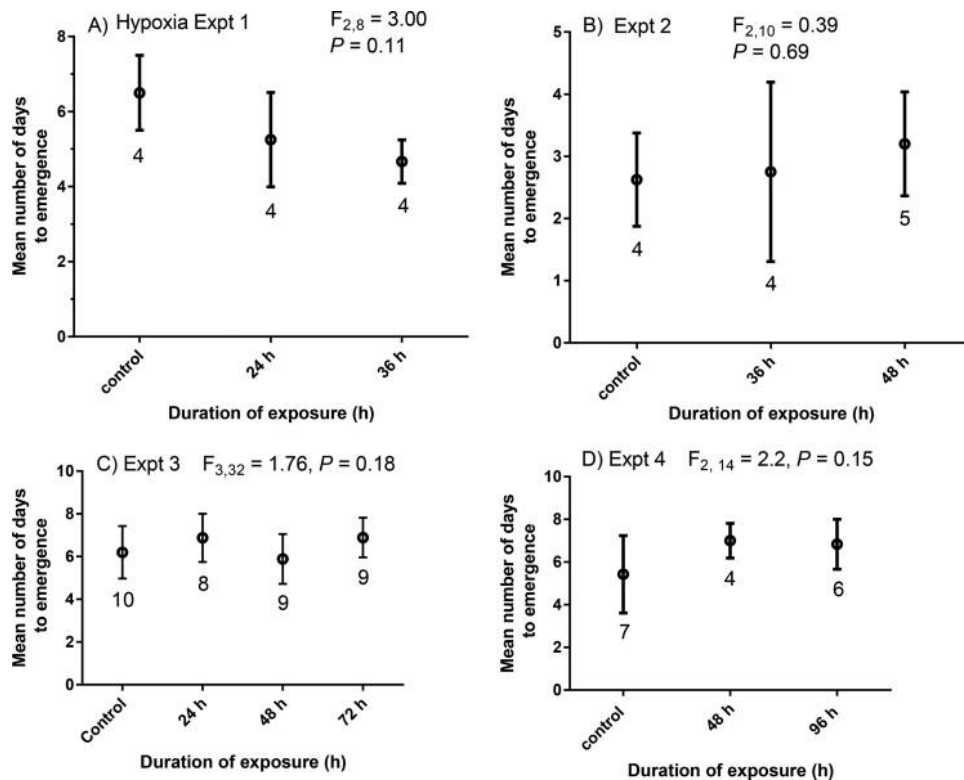 A) Hypoxia Expt 1
F2,8 = 3.00
P = 0.11
Mean number of days
to emergence
8
6
4
2
0
4
4
4
control
24 h
36 h
Duration of exposure (h)
B) Expt 2
F2,10 = 0.39
P = 0.69
Mean number of days
to emergence
5
4
3
2
1
0
4
4
5
control
36 h
48 h
Duration of exposure (h)
C) Expt 3 F3,32 = 1.76, P = 0.18
Mean number of days
to emergence
10
8
6
4
2
0
10
8
9
9
Control
24 h
48 h
72 h
Duration of exposure (h)
D) Expt 4 F2, 14 = 2.2, P = 0.15
Mean number of days
to emergence
10
8
6
4
2
0
7
4
6
control
48 h
96 h
Duration of exposure (h)